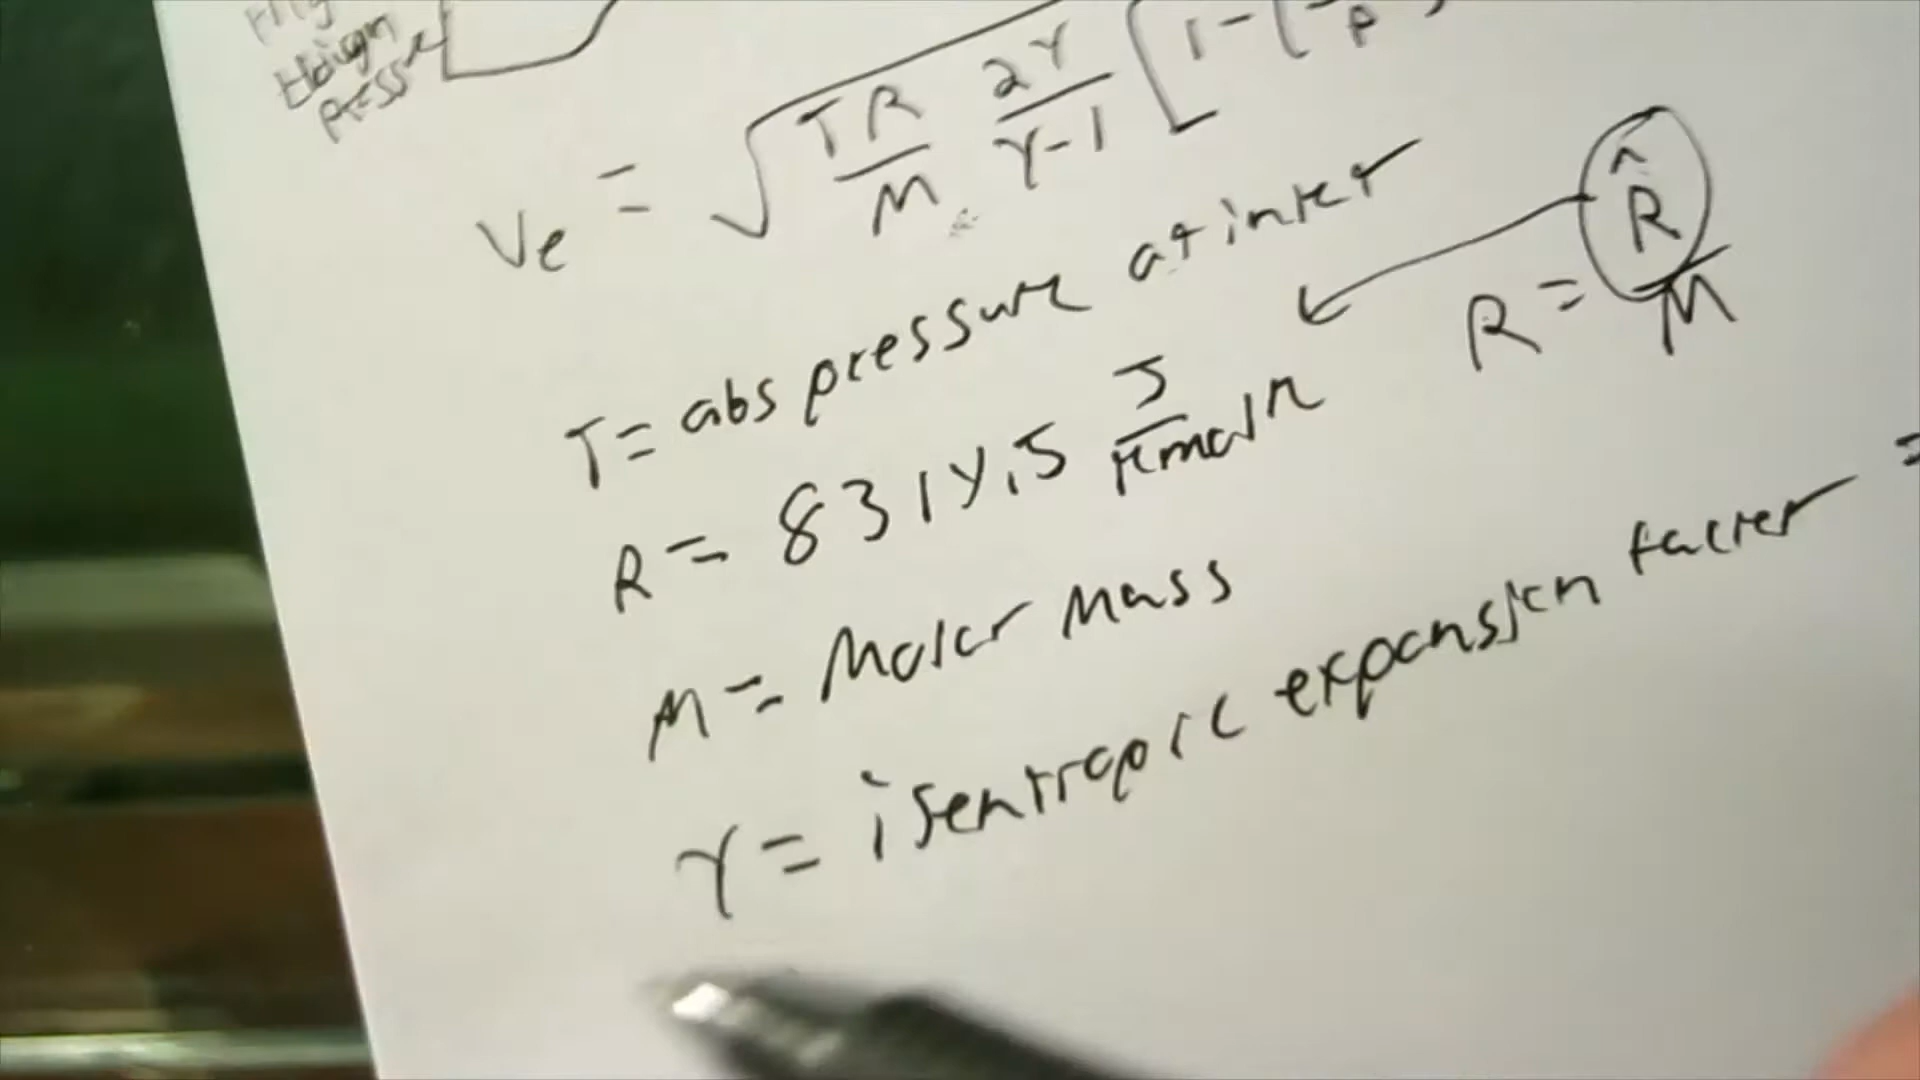 High
Pressure
Ve = √ TR/M 2γ/γ-1 [1-(
P
R̂
R = R̂/M
T = abs pressure at inlet
R = 8314.5 J/kmol K
M = Molar Mass
γ = isentropic expansion factor =